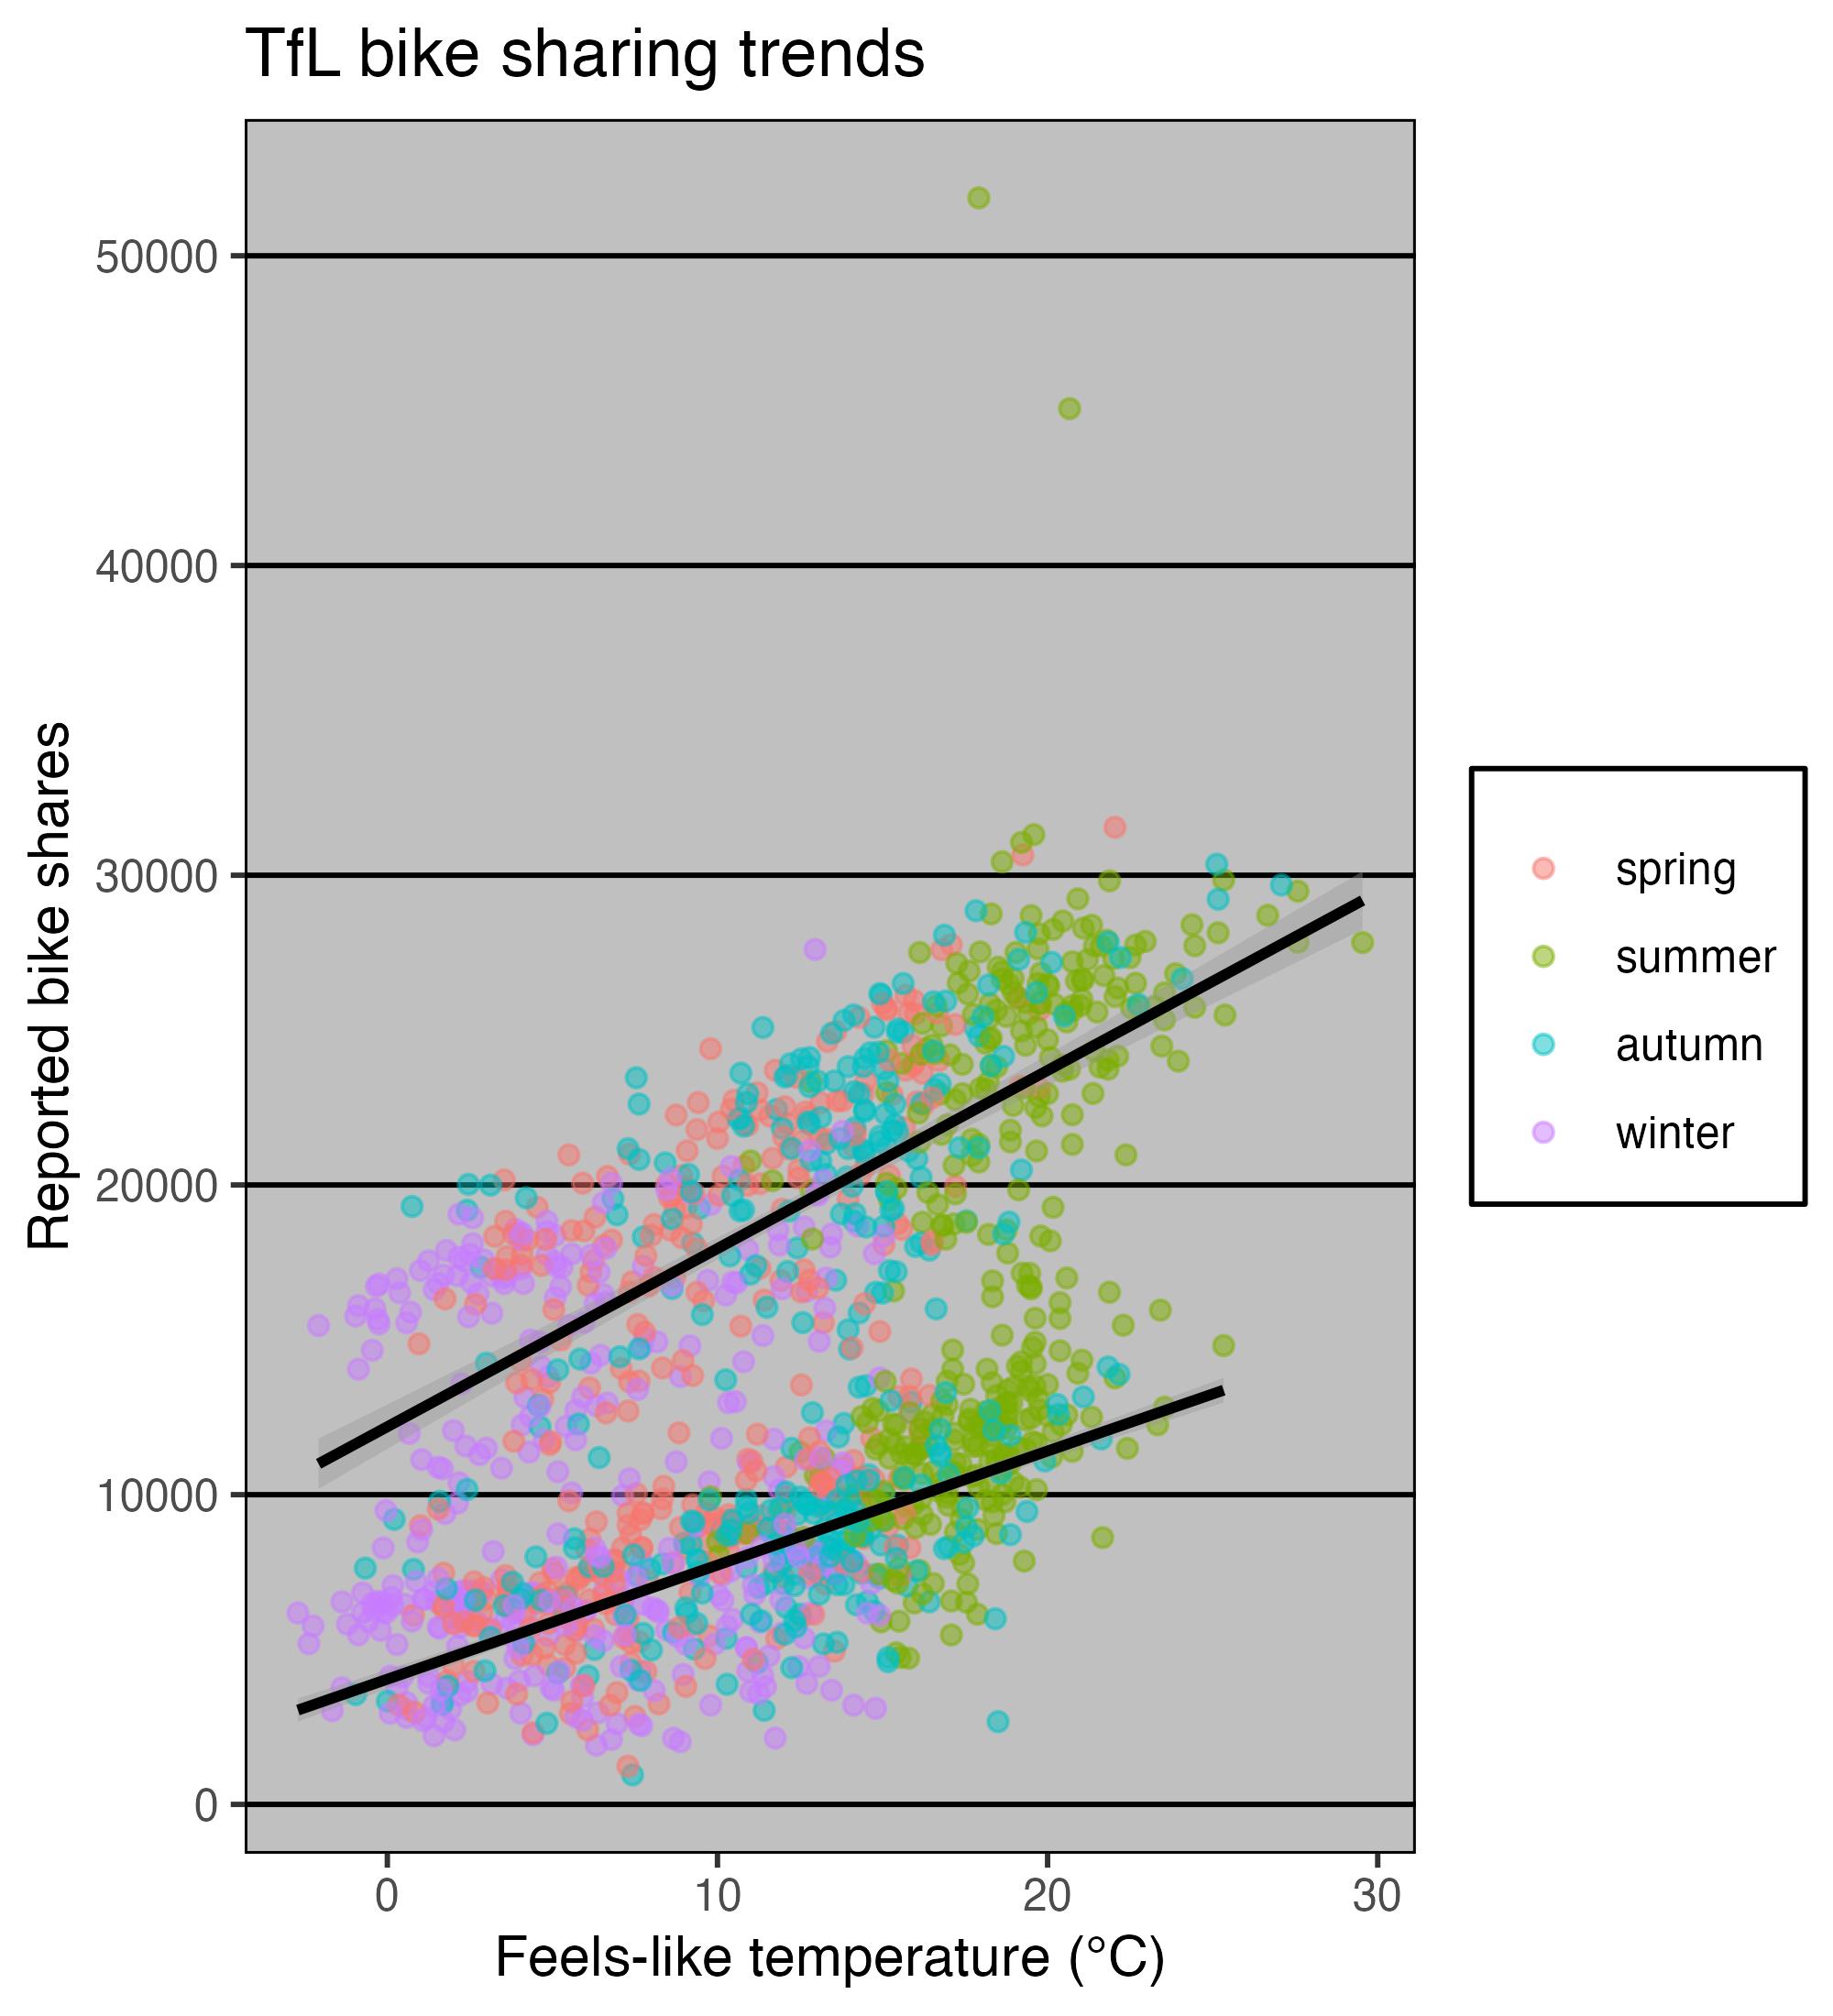 TfL bike sharing trends
50000
40000
30000
20000
10000
0
Reported bike shares
0 10 20 30
Feels-like temperature (°C)
spring
summer
autumn
winter